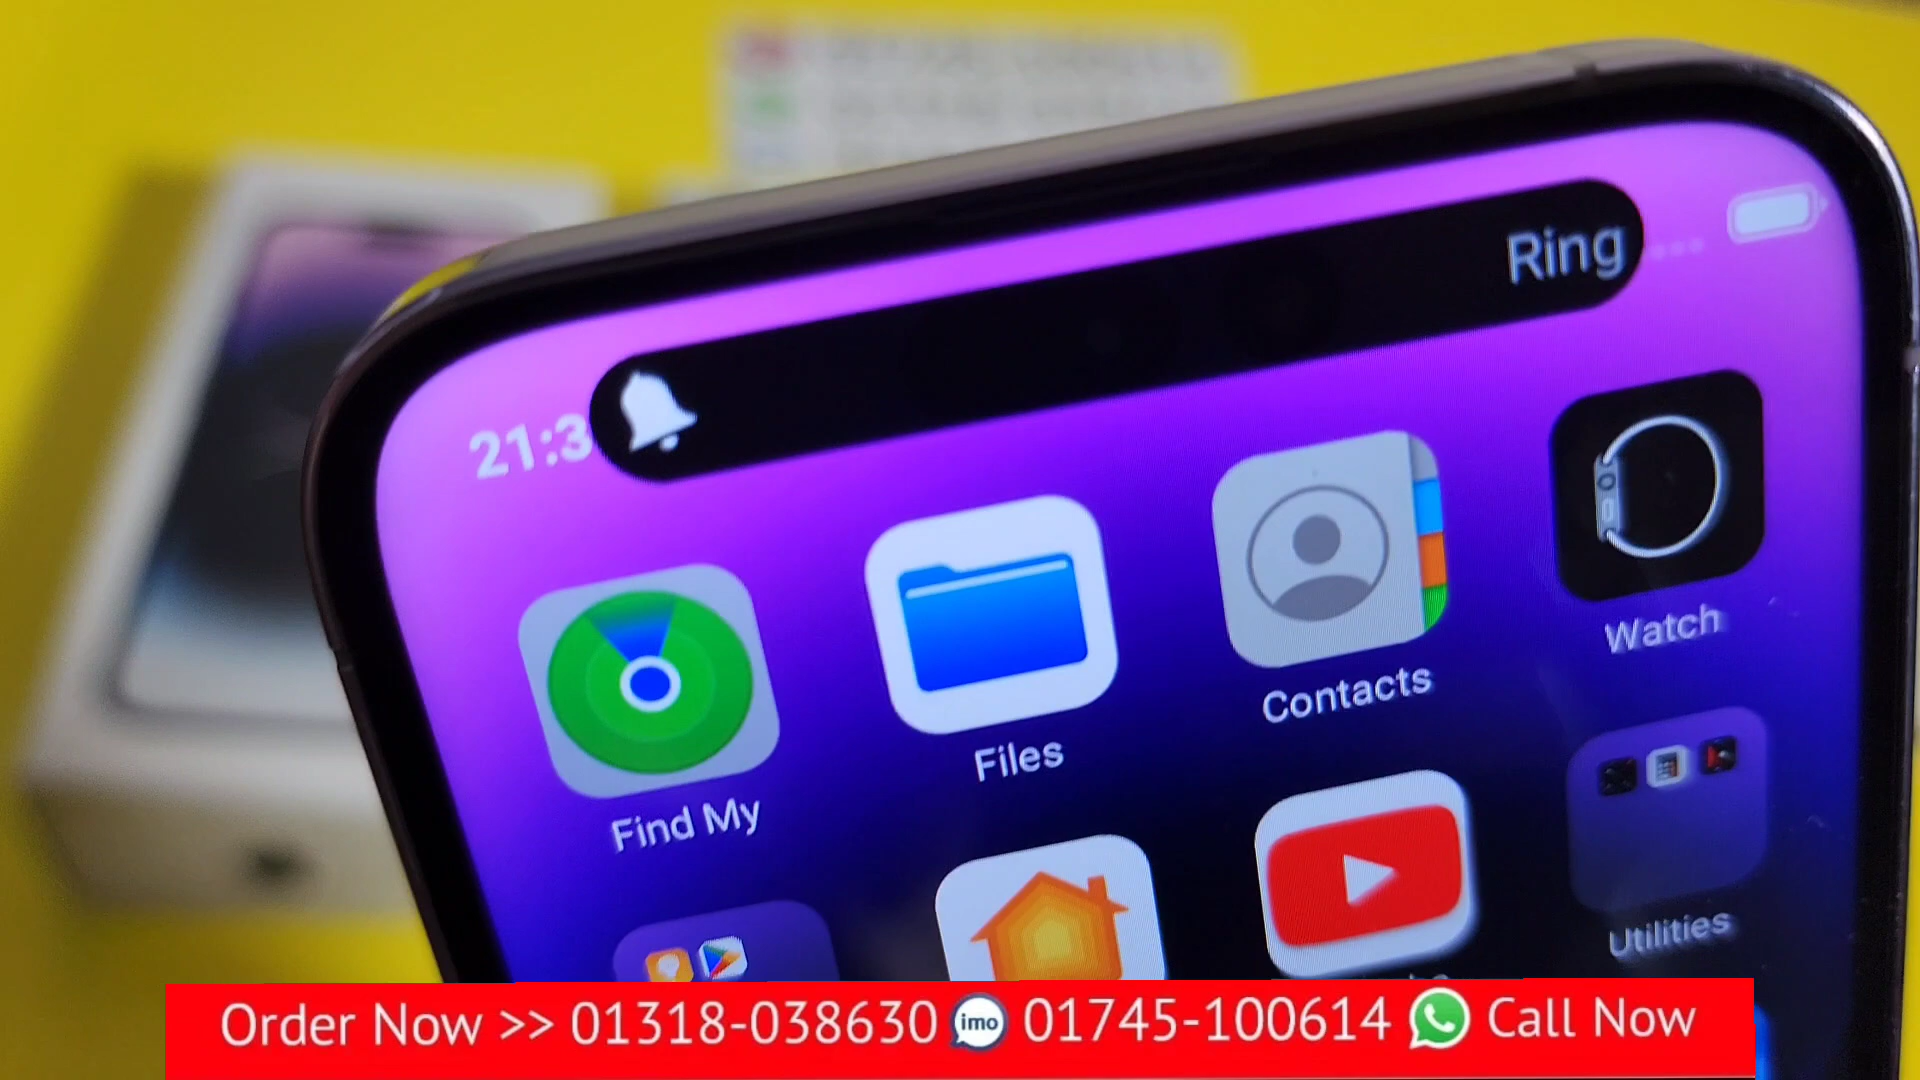 Ring
21:3
Watch
Contacts
Files
Find My
Utilities
Order Now >> 01318-038630 imo 01745-100614 Call Now